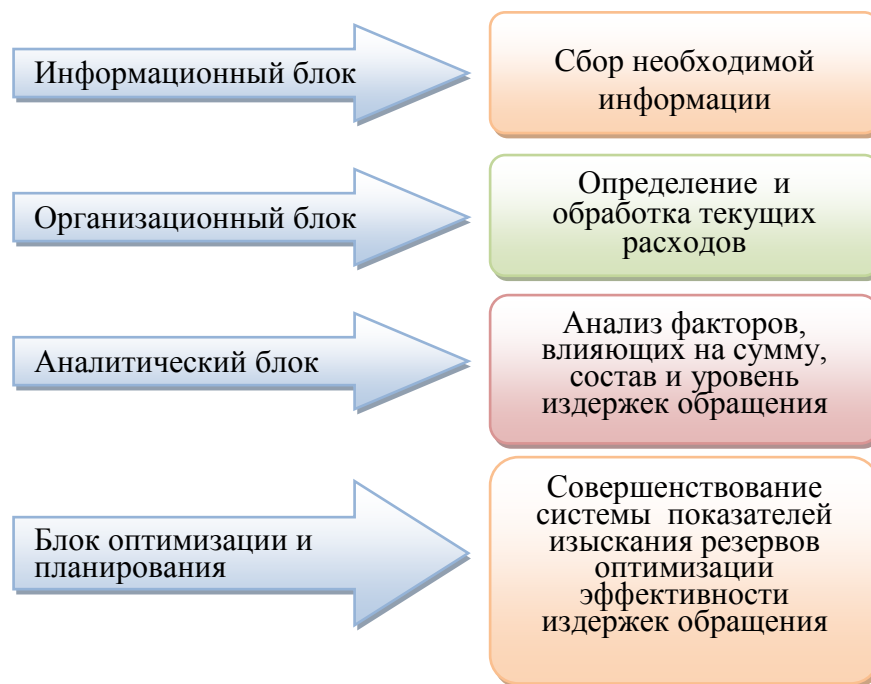 Информационный блок
Сбор необходимой
информации
Организационный блок
Определение и
обработка текущих
расходов
Аналитический блок
Анализ факторов,
влияющих на сумму,
состав и уровень
издержек обращения
Блок оптимизации и
планирования
Совершенствование
системы показателей
изыскания резервов
оптимизации
эффективности
издержек обращения